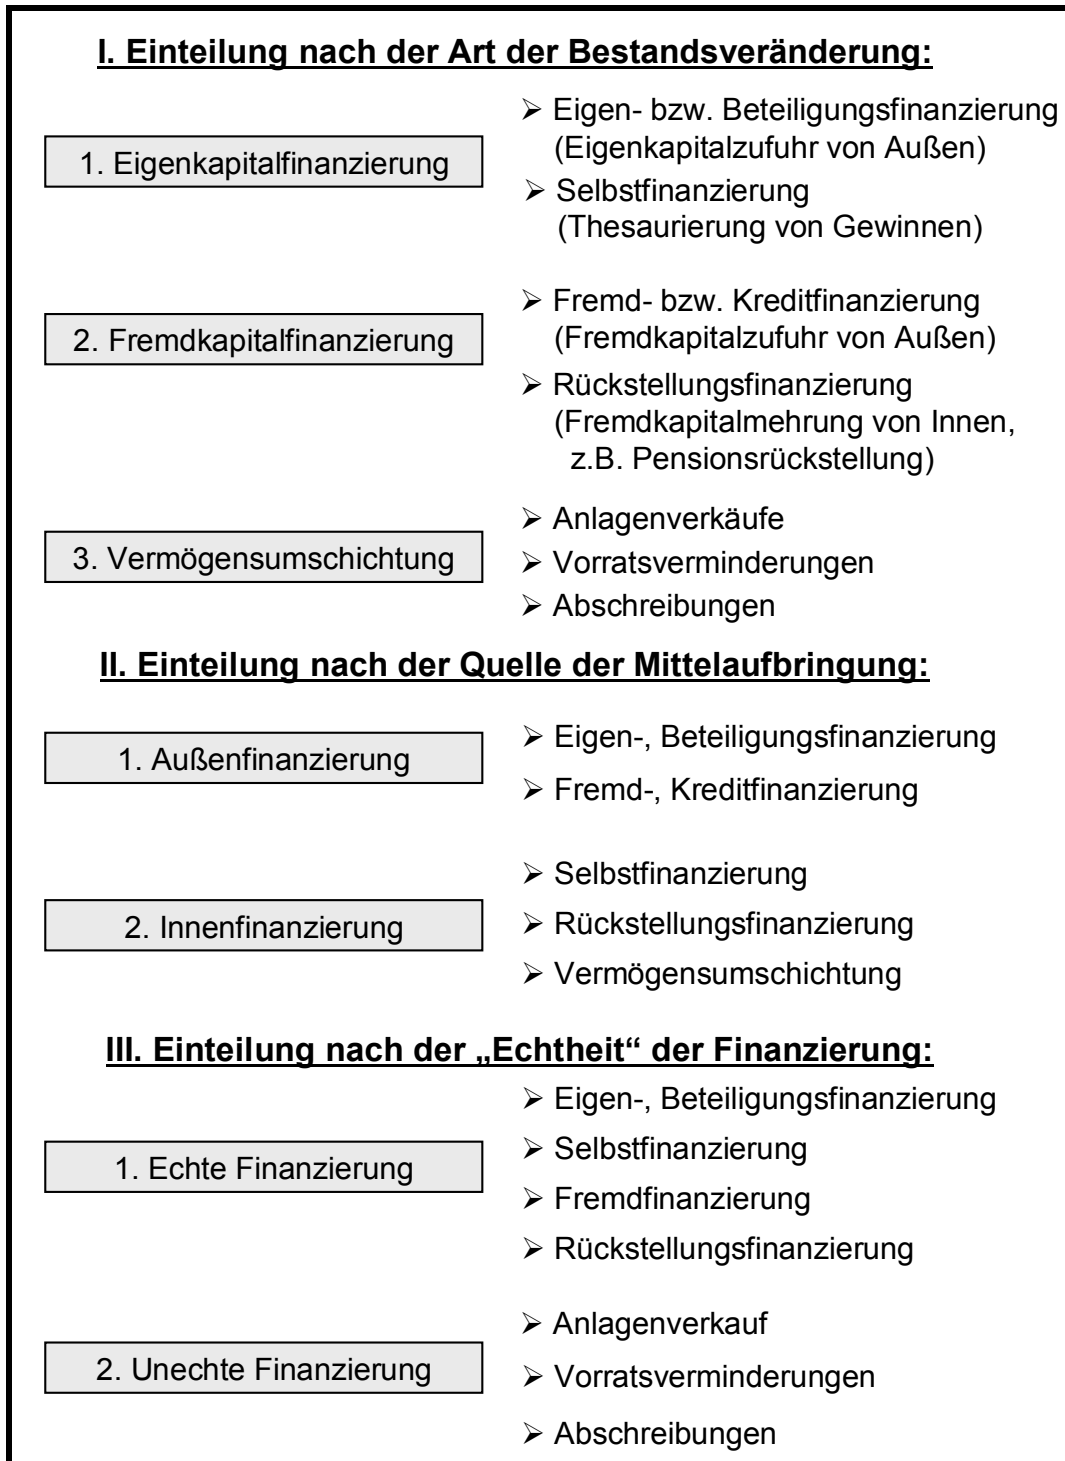 I. Einteilung nach der Art der Bestandsveränderung:
1. Eigenkapitalfinanzierung
➢ Eigen- bzw. Beteiligungsfinanzierung
(Eigenkapitalzufuhr von Außen)
➢ Selbstfinanzierung
(Thesaurierung von Gewinnen)
2. Fremdkapitalfinanzierung
➢ Fremd- bzw. Kreditfinanzierung
(Fremdkapitalzufuhr von Außen)
➢ Rückstellungsfinanzierung
(Fremdkapitalmehrung von Innen,
z.B. Pensionsrückstellung)
3. Vermögensumschichtung
➢ Anlagenverkäufe
➢ Vorratsverminderungen
➢ Abschreibungen
II. Einteilung nach der Quelle der Mittelaufbringung:
1. Außenfinanzierung
➢ Eigen-, Beteiligungsfinanzierung
➢ Fremd-, Kreditfinanzierung
2. Innenfinanzierung
➢ Selbstfinanzierung
➢ Rückstellungsfinanzierung
➢ Vermögensumschichtung
III. Einteilung nach der „Echtheit“ der Finanzierung:
1. Echte Finanzierung
➢ Eigen-, Beteiligungsfinanzierung
➢ Selbstfinanzierung
➢ Fremdfinanzierung
➢ Rückstellungsfinanzierung
2. Unechte Finanzierung
➢ Anlagenverkauf
➢ Vorratsverminderungen
➢ Abschreibungen